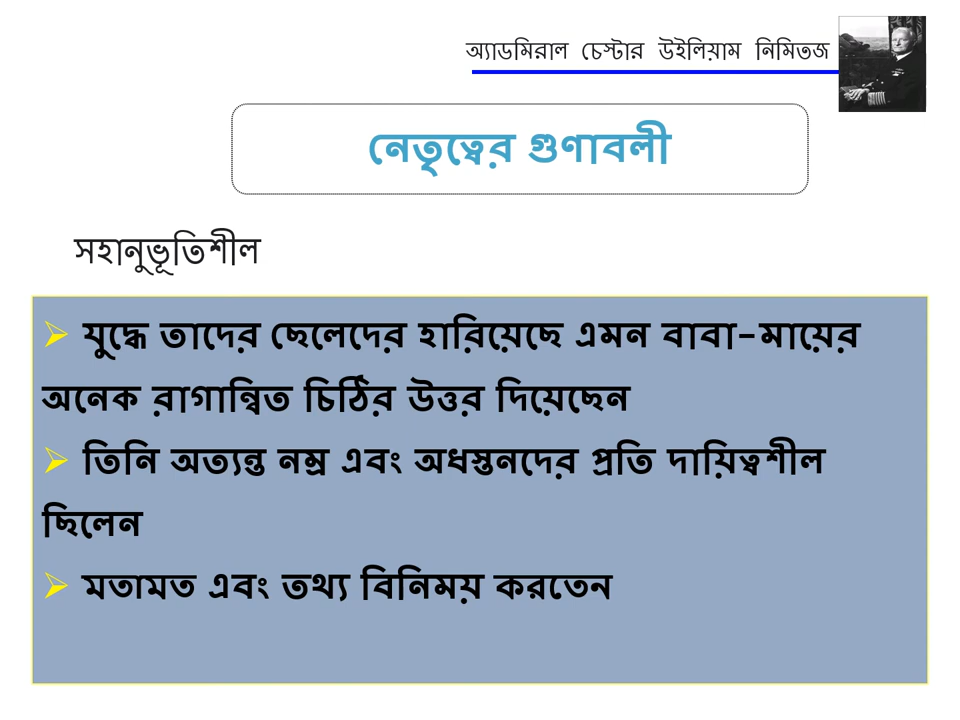 অ্যাডমিরাল চেস্টার উইলিয়াম নিমিতজ
নেতৃত্বের গুণাবলী
সহানুভূতিশীল
➢ যুদ্ধে তাদের ছেলেদের হারিয়েছে এমন বাবা-মায়ের
অনেক রাগান্বিত চিঠির উত্তর দিয়েছেন
➢ তিনি অত্যন্ত নম্র এবং অধস্তনদের প্রতি দায়িত্বশীল
ছিলেন
➢ মতামত এবং তথ্য বিনিময় করতেন